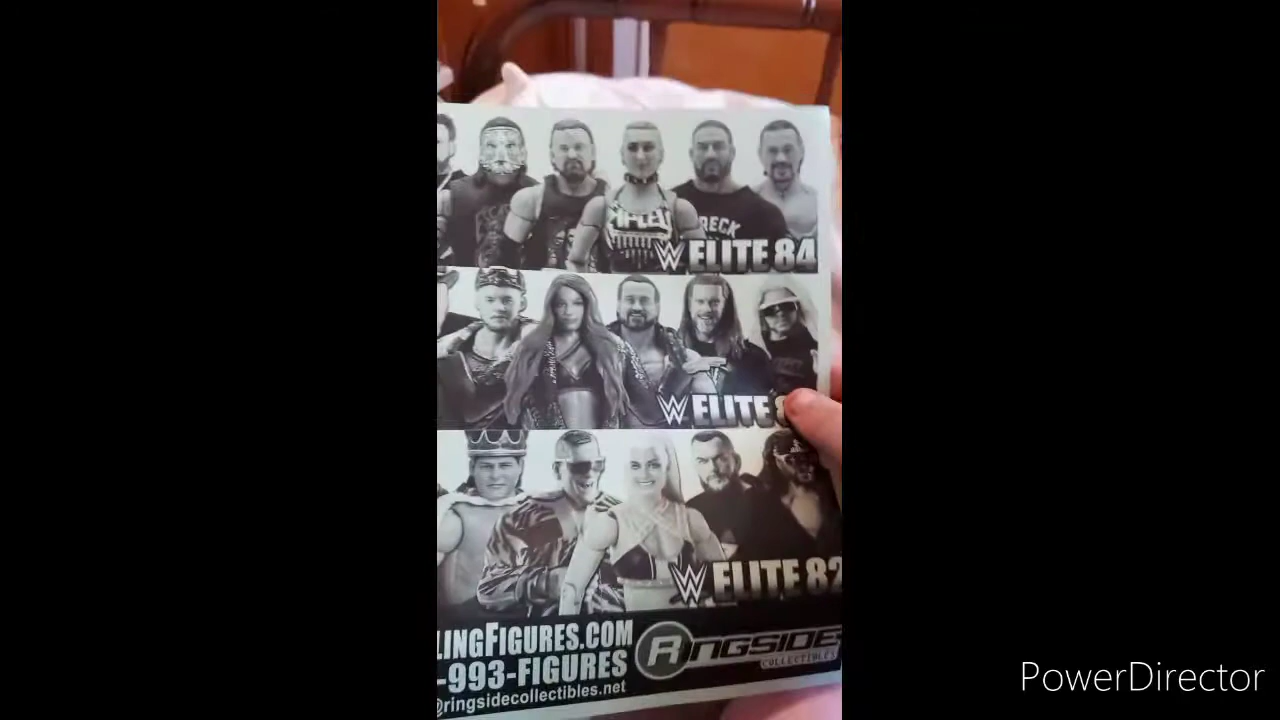 RECK
W ELITE 84
W ELITE
W ELITE 82
LINGFIGURES.COM
-993-FIGURES
@ringsidecollectibles.net
RINGSIDE
COLLECTIBLES
PowerDirector